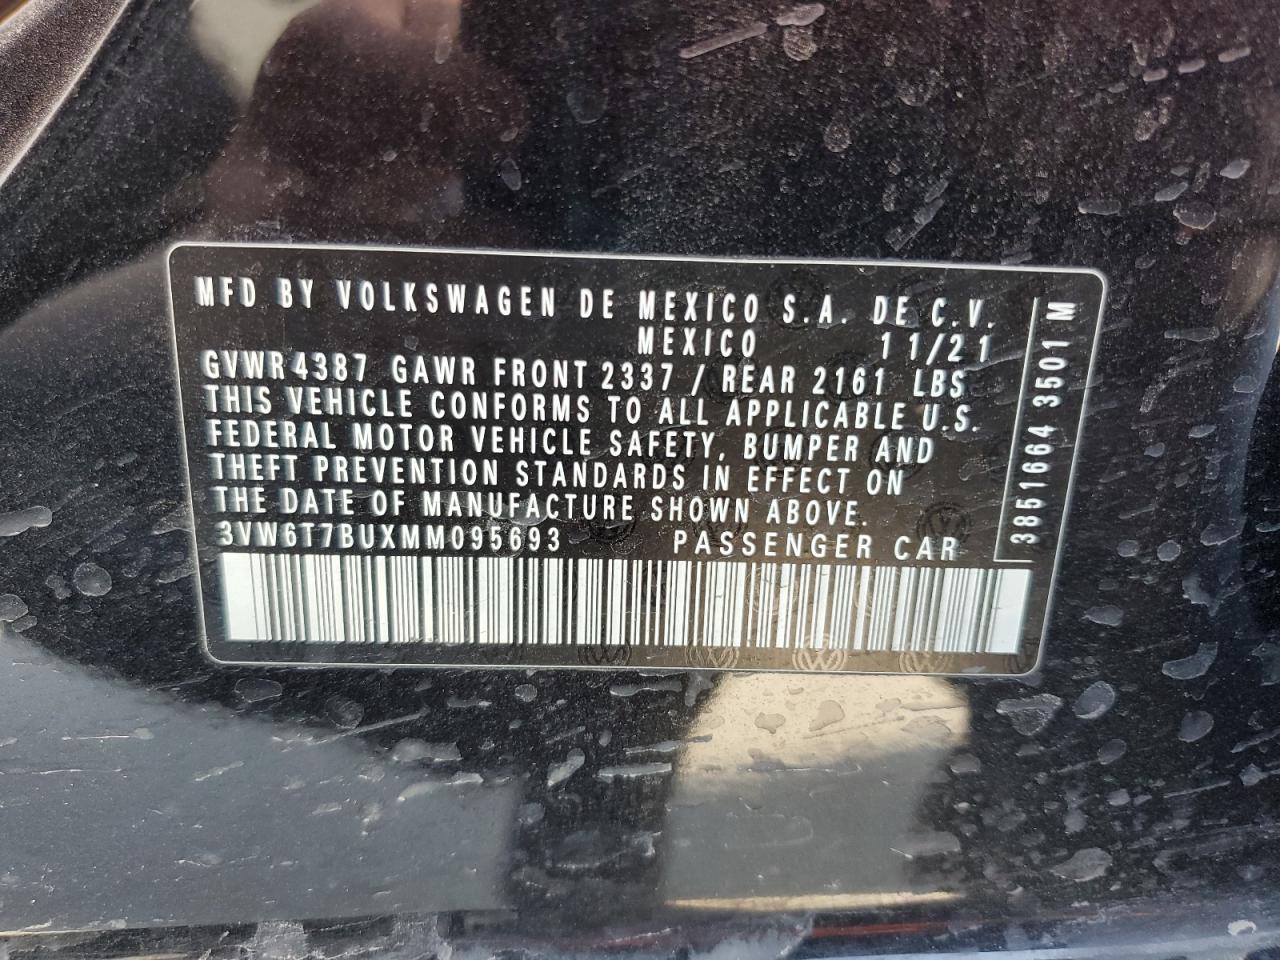 MFD BY VOLKSWAGEN DE MEXICO S.A. DE C.V.
MEXICO 11/21
GVWR 4387 GAWR FRONT 2337 / REAR 2161 LBS
THIS VEHICLE CONFORMS TO ALL APPLICABLE U.S.
FEDERAL MOTOR VEHICLE SAFETY, BUMPER AND
THEFT PREVENTION STANDARDS IN EFFECT ON
THE DATE OF MANUFACTURE SHOWN ABOVE.
3VW6T7BUXMM095693 PASSENGER CAR
3851664 3501 M